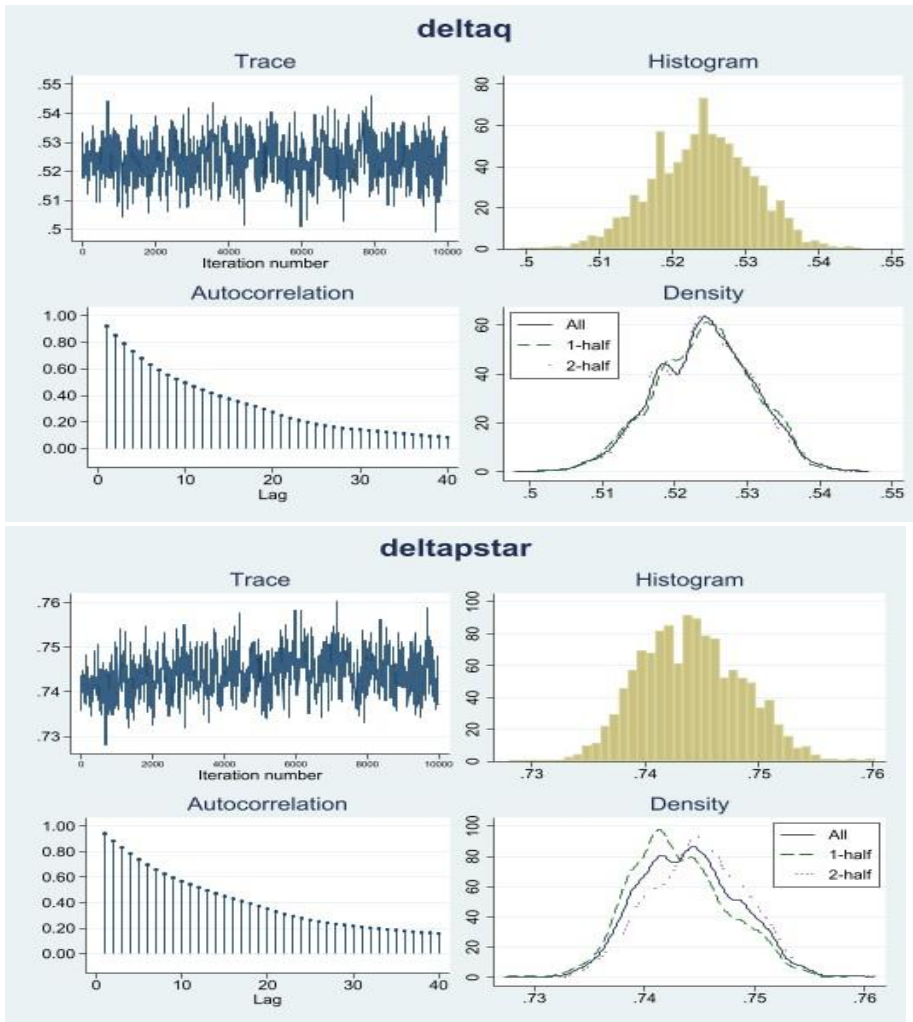 deltaq
Trace
.55
.54
.53
.52
.51
.5
0 2000 4000 6000 8000 10000
Iteration number
Histogram
80
60
40
20
0
.5 .51 .52 .53 .54 .55
Autocorrelation
1.00
0.80
0.60
0.40
0.20
0.00
0 10 20 30 40
Lag
Density
60
40
20
0
All
1-half
2-half
.5 .51 .52 .53 .54 .55
deltapstar
Trace
.76
.75
.74
.73
0 2000 4000 6000 8000 10000
Iteration number
Histogram
100
80
60
40
20
0
.73 .74 .75 .76
Autocorrelation
1.00
0.80
0.60
0.40
0.20
0.00
0 10 20 30 40
Lag
Density
100
80
60
40
20
0
All
1-half
2-half
.73 .74 .75 .76